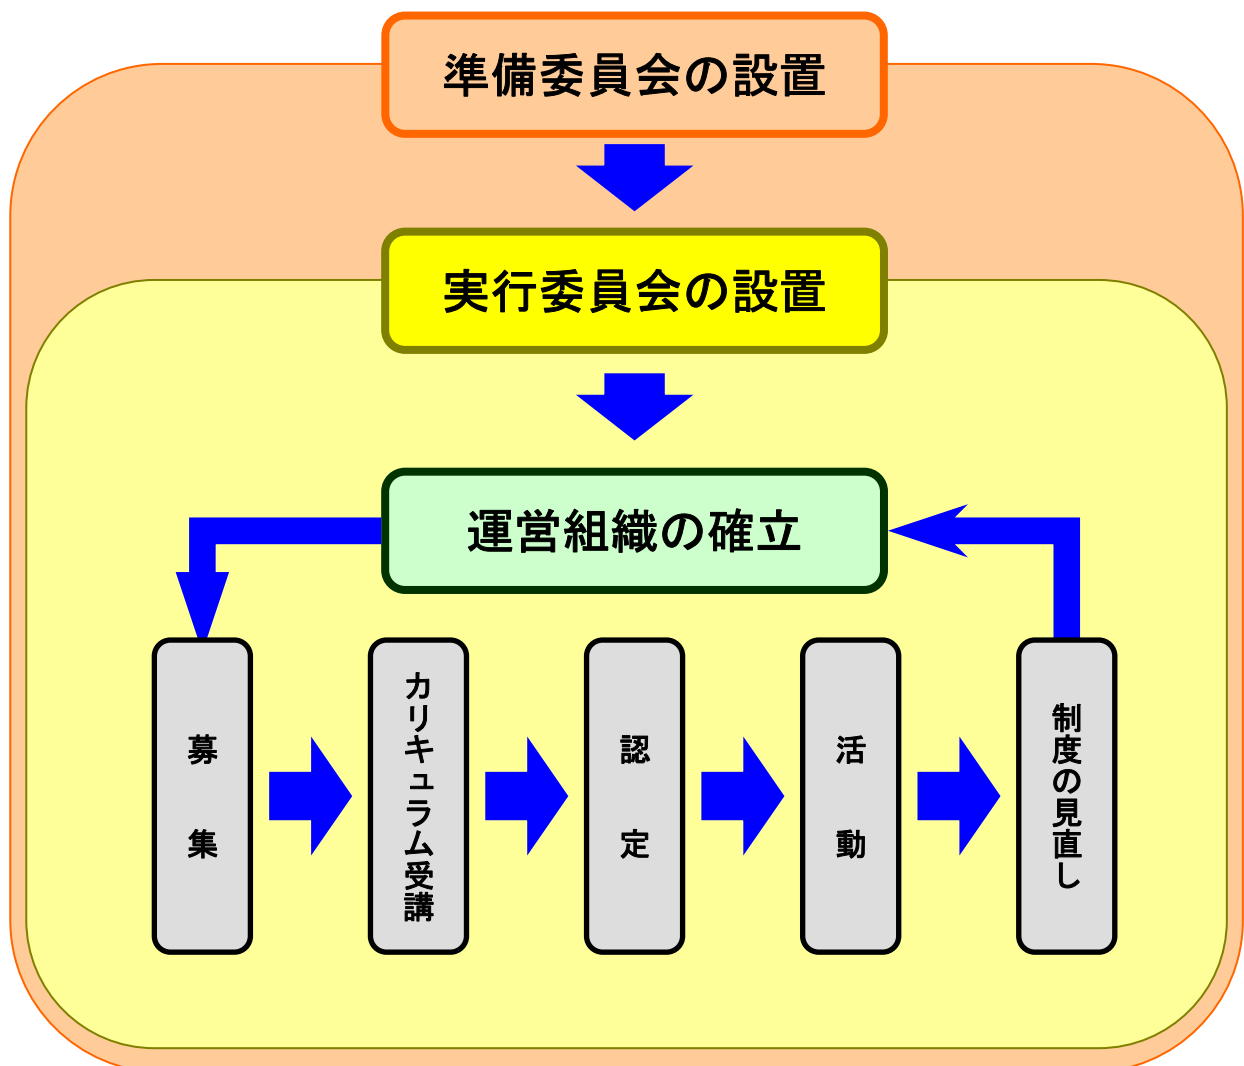 準備委員会の設置
実行委員会の設置
運営組織の確立
募集
カリキュラム受講
認定
活動
制度の見直し